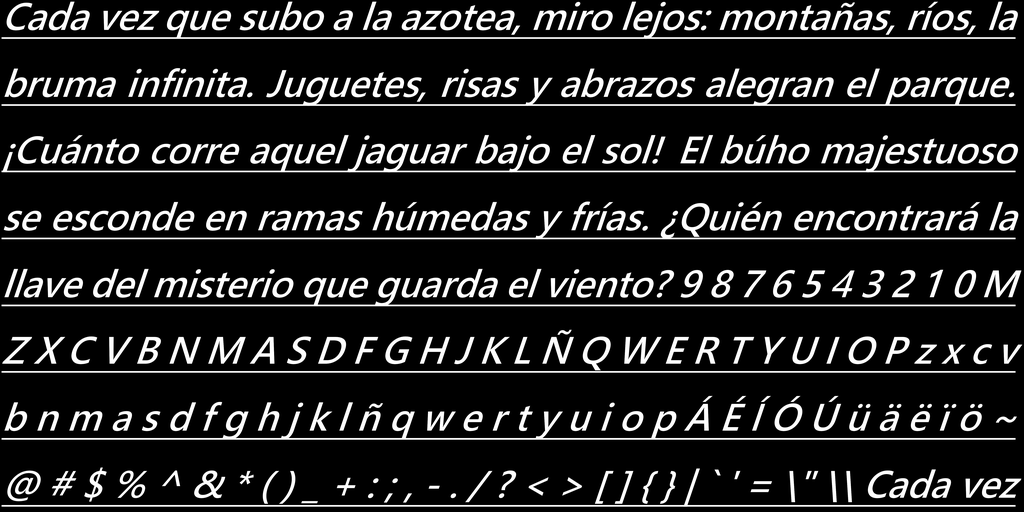 Cada vez que subo a la azotea, miro lejos: montañas, ríos, la
bruma infinita. Juguetes, risas y abrazos alegran el parque.
¡Cuánto corre aquel jaguar bajo el sol! El búho majestuoso
se esconde en ramas húmedas y frías. ¿Quién encontrará la
llave del misterio que guarda el viento? 9 8 7 6 5 4 3 2 1 0 M
Z X C V B N M A S D F G H J K L Ñ Q W E R T Y U I O P z x c v
b n m a s d f g h j k l ñ q w e r t y u i o p Á É Í Ó Ú ü ä ë ï ö ~
@ # $ % ^ & * ( ) _ + : ; , - . / ? < > [ ] { } | ` ' = \" \\ Cada vez